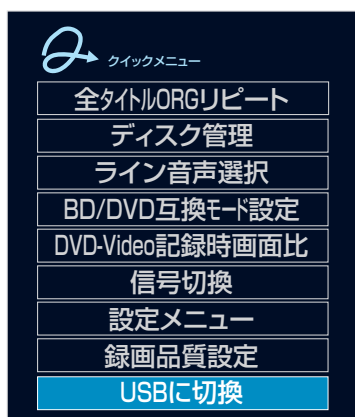 クイックメニュー
全タイトルORGリピート
ディスク管理
ライン音声選択
BD/DVD互換モード設定
DVD-Video記録時画面比
信号切換
設定メニュー
録画品質設定
USBに切換